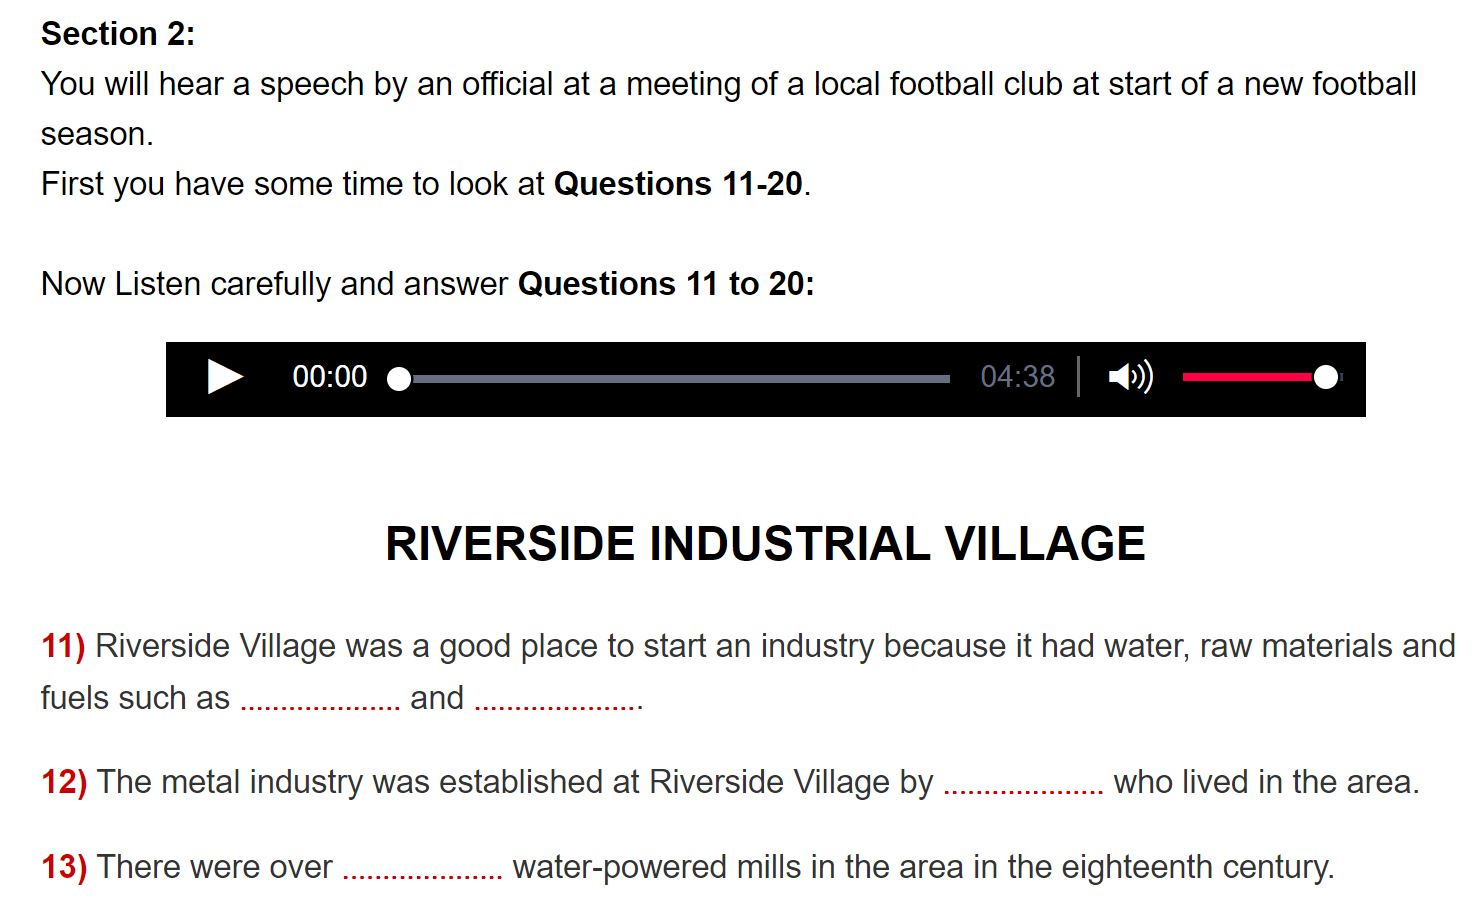 Section 2:
You will hear a speech by an official at a meeting of a local football club at start of a new football
season.
First you have some time to look at Questions 11-20.
Now Listen carefully and answer Questions 11 to 20:
00:00 04:38
RIVERSIDE INDUSTRIAL VILLAGE
11) Riverside Village was a good place to start an industry because it had water, raw materials and
fuels such as .................... and .....................
12) The metal industry was established at Riverside Village by .................... who lived in the area.
13) There were over .................... water-powered mills in the area in the eighteenth century.